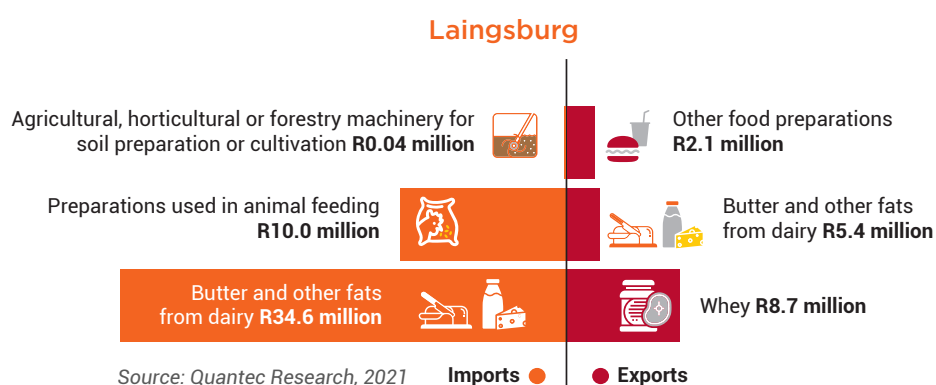 Laingsburg
Agricultural, horticultural or forestry machinery for
soil preparation or cultivation R0.04 million
Other food preparations
R2.1 million
Preparations used in animal feeding
R10.0 million
Butter and other fats
from dairy R5.4 million
Butter and other fats
from dairy R34.6 million
Whey R8.7 million
Source: Quantec Research, 2021
Imports
Exports